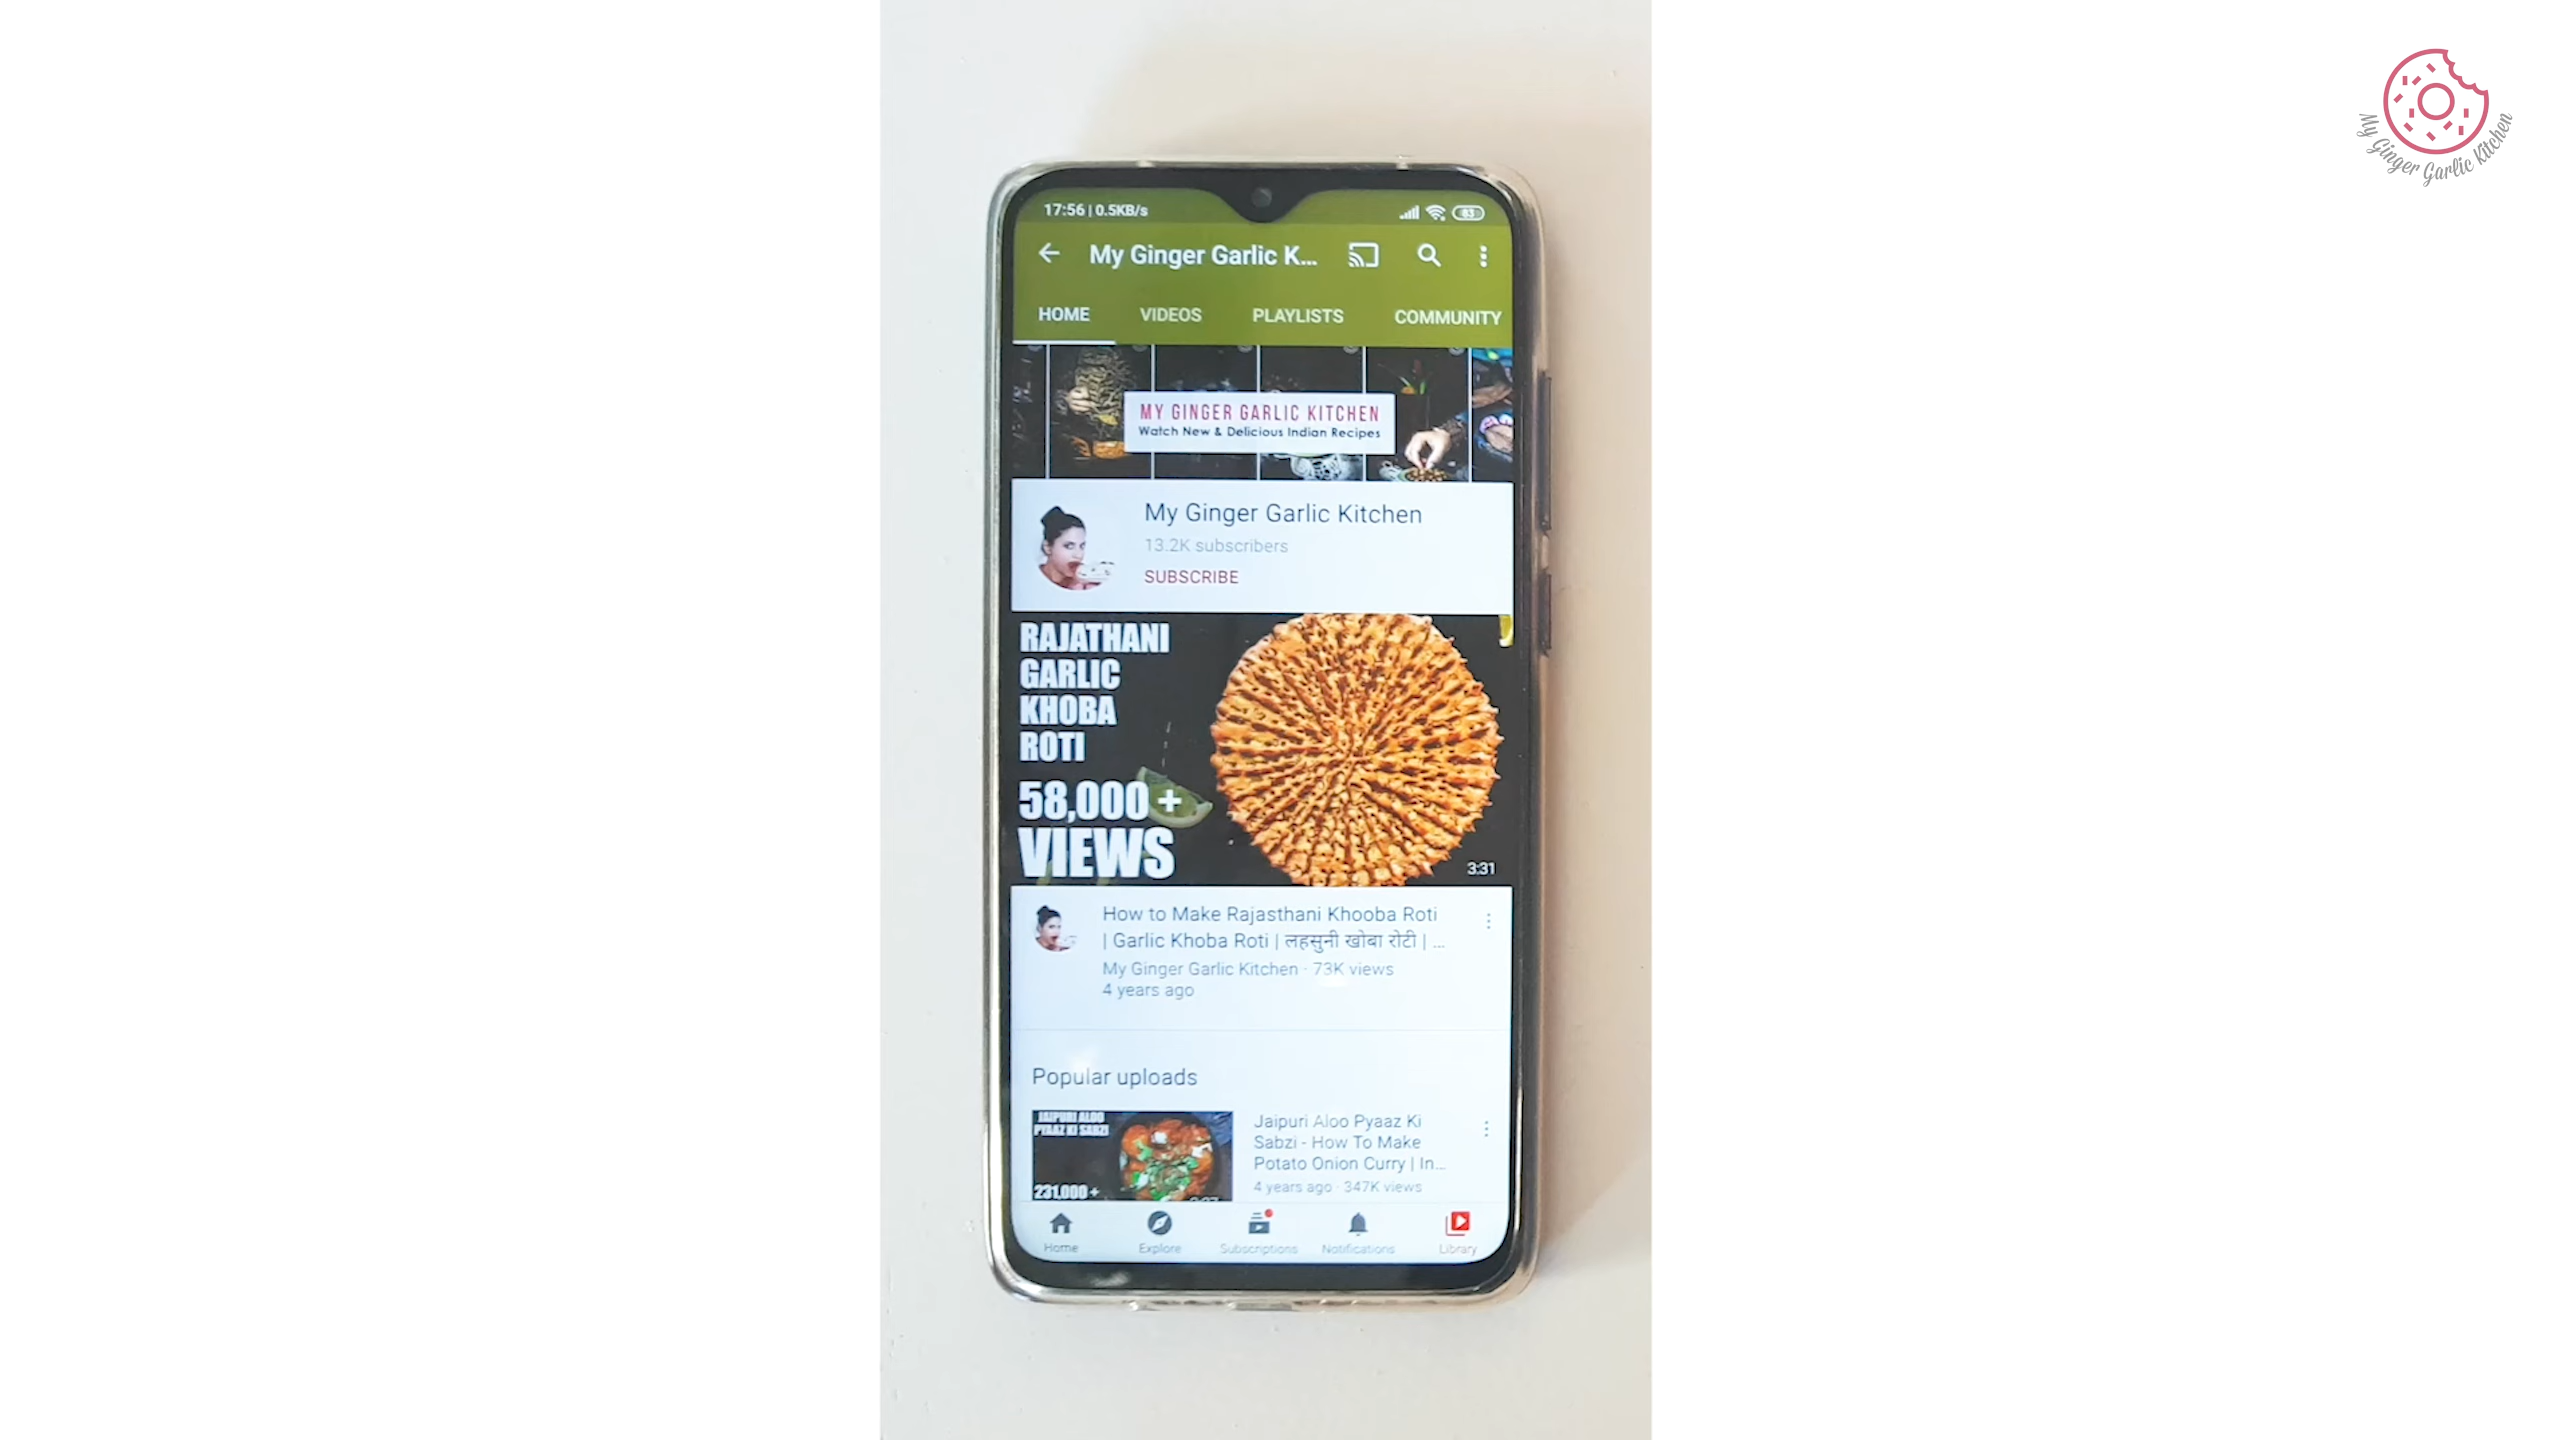 My Ginger Garlic Kitchen
17:56 | 0.5KB/s
83
My Ginger Garlic K...
HOME VIDEOS PLAYLISTS COMMUNITY
MY GINGER GARLIC KITCHEN
Watch New & Delicious Indian Recipes
My Ginger Garlic Kitchen
13.2K subscribers
SUBSCRIBE
RAJATHANI
GARLIC
KHOBA
ROTI
58,000 +
VIEWS
3:31
How to Make Rajasthani Khooba Roti
| Garlic Khoba Roti | लहसुनी खोबा रोटी | ...
My Ginger Garlic Kitchen · 73K views
4 years ago
Popular uploads
JAIPURI ALOO
PYAAZ KI SABZI
231,000 +
Jaipuri Aloo Pyaaz Ki
Sabzi - How To Make
Potato Onion Curry | In...
4 years ago · 347K views
Home Explore Subscriptions Notifications Library